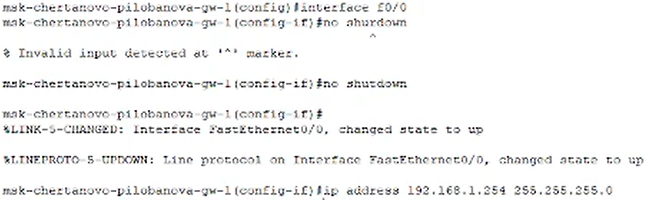 msk-chertanovo-pilobanova-gw-1(config)#interface f0/0
msk-chertanovo-pilobanova-gw-1(config-if)#no shurdown
^
% Invalid input detected at '^' marker.
msk-chertanovo-pilobanova-gw-1(config-if)#no shutdown
msk-chertanovo-pilobanova-gw-1(config-if)#
%LINK-5-CHANGED: Interface FastEthernet0/0, changed state to up
%LINEPROTO-5-UPDOWN: Line protocol on Interface FastEthernet0/0, changed state to up
msk-chertanovo-pilobanova-gw-1(config-if)#ip address 192.168.1.254 255.255.255.0